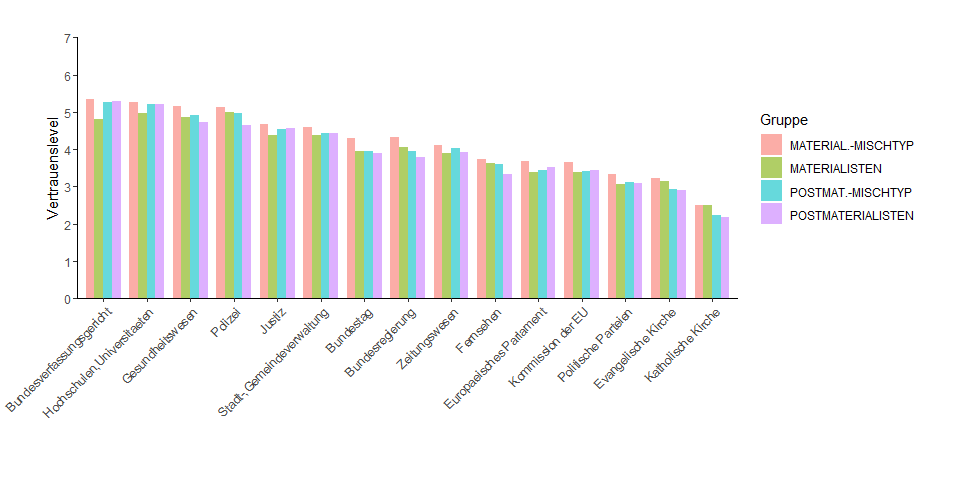 7
6
5
4
3
2
1
0
Vertrauenslevel
Bundesverfassungsgericht
Hochschulen,Universitaeten
Gesundheitswesen
Polizei
Justiz
Stadt-,Gemeindeverwaltung
Bundestag
Bundesregierung
Zeitungswesen
Fernsehen
Europaeisches Parlament
Kommission der EU
Politische Parteien
Evangelische Kirche
Katholische Kirche
Gruppe
MATERIAL.-MISCHTYP
MATERIALISTEN
POSTMAT.-MISCHTYP
POSTMATERIALISTEN